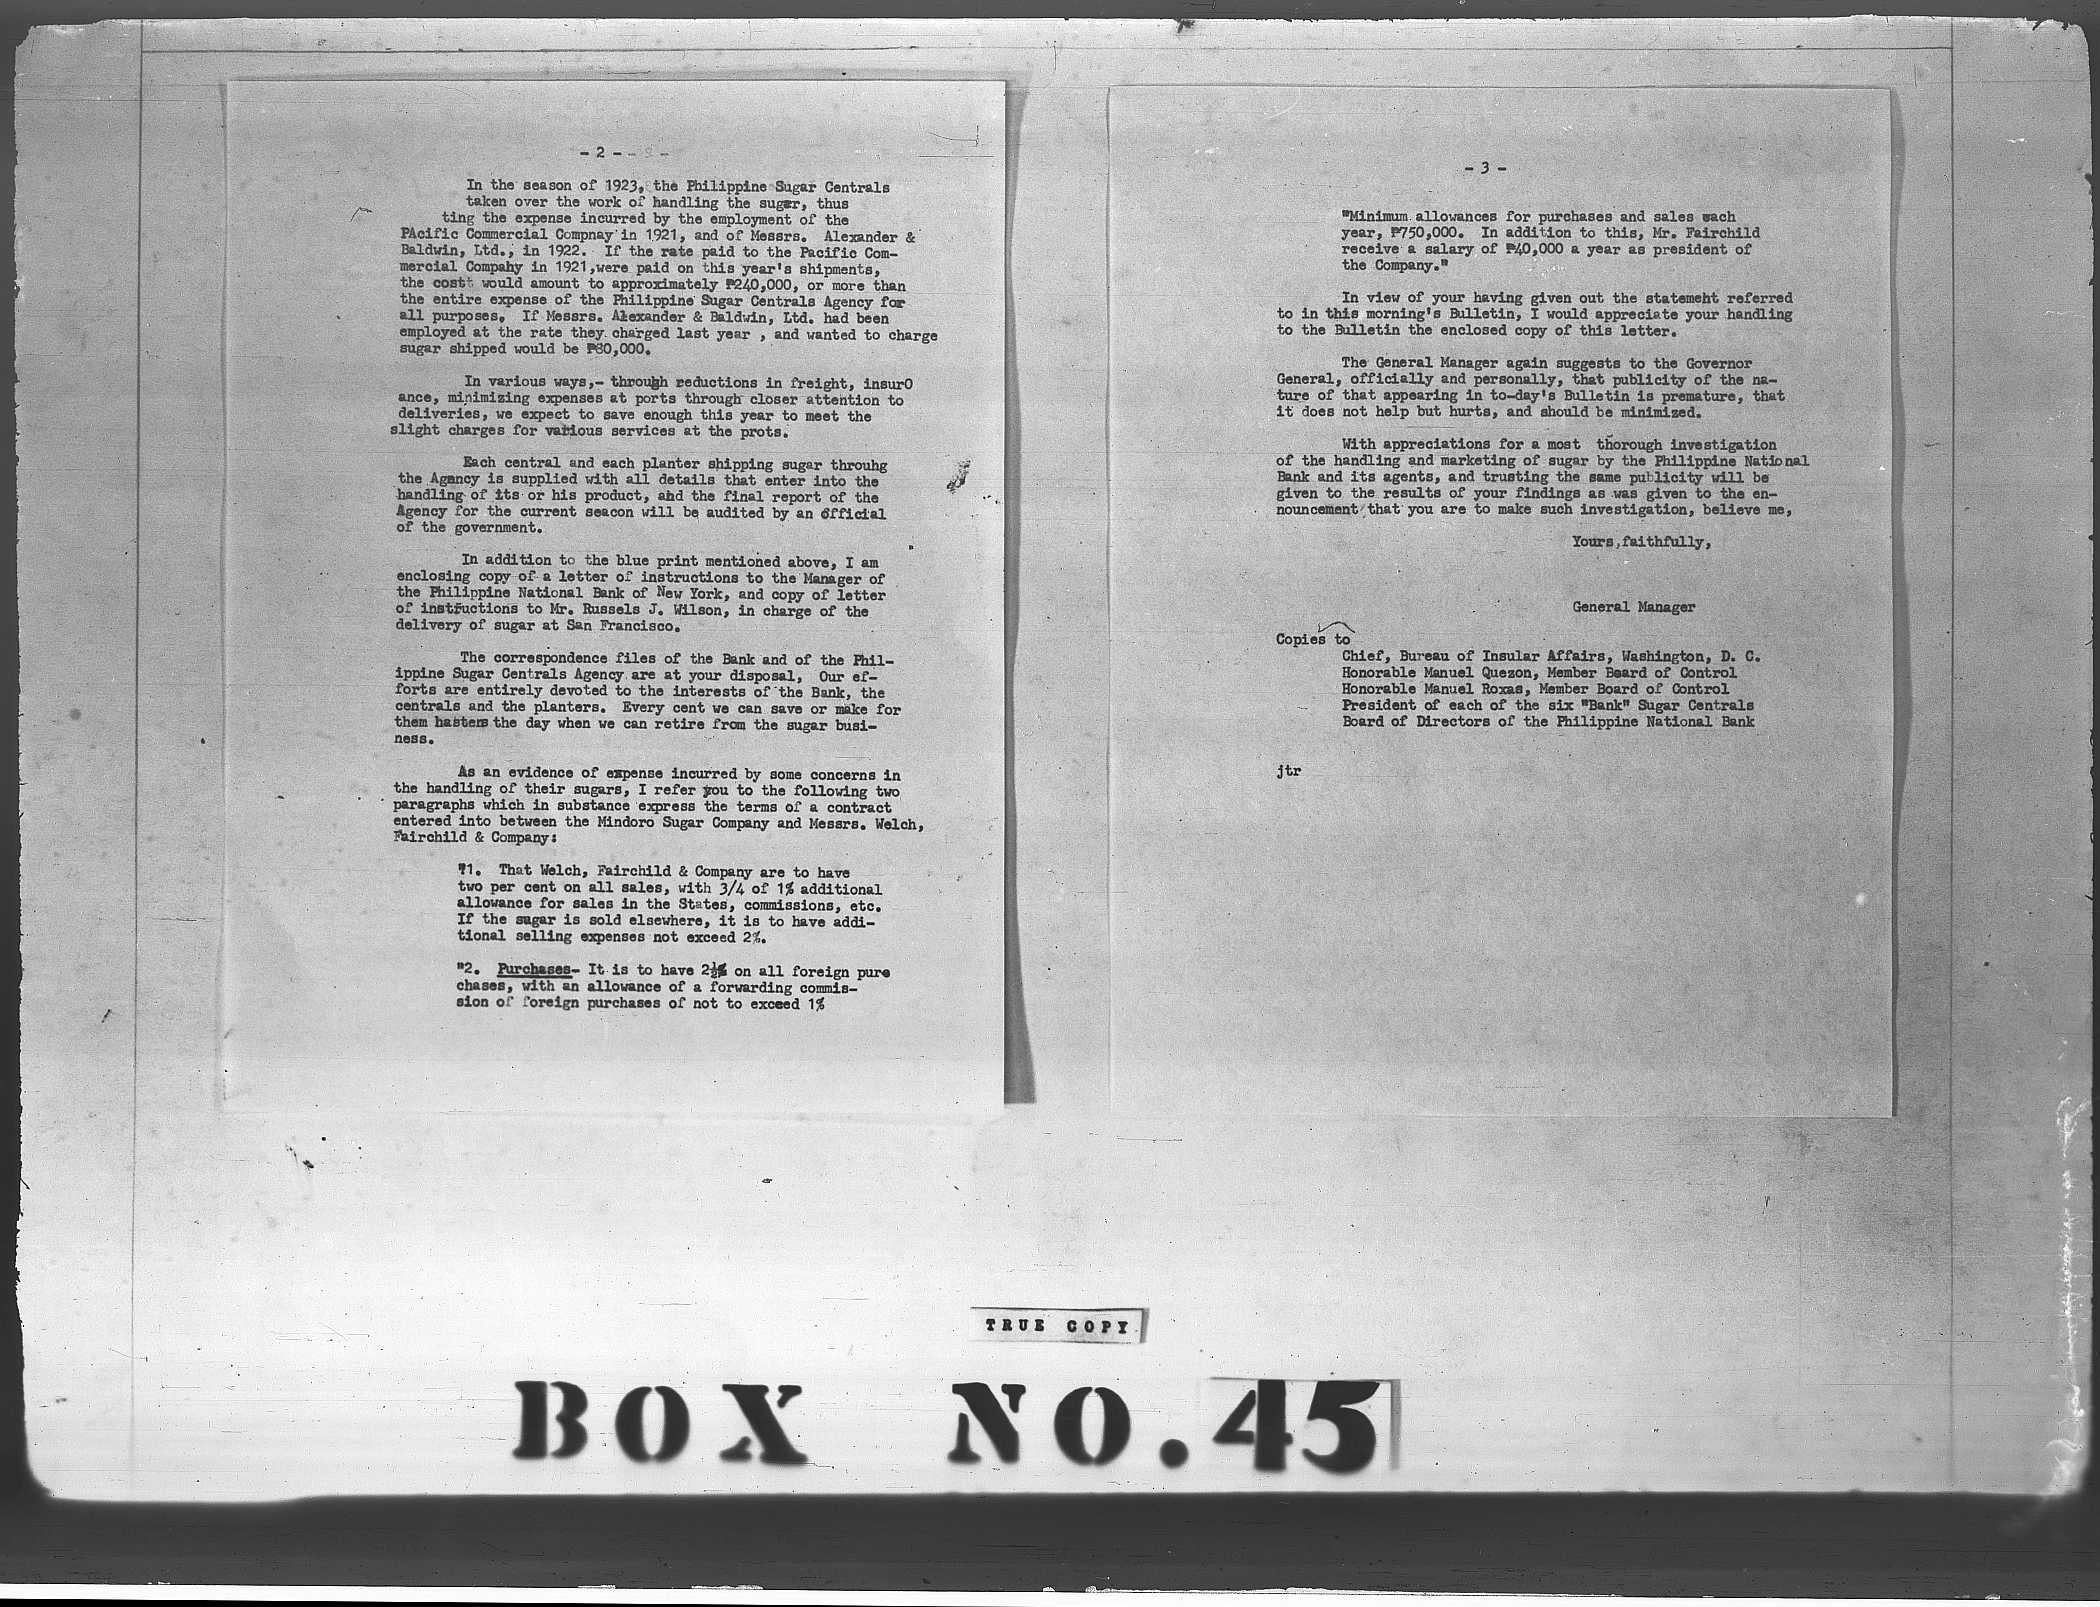 - 2 -
In the season of 1923, the Philippine Sugar Centrals
taken over the work of handling the sugar, thus
ting the expense incurred by the employment of the
PAcific Commercial Compnay in 1921, and of Messrs. Alexander &
Baldwin, Ltd., in 1922. If the rate paid to the Pacific Com-
mercial Company in 1921,were paid on this year's shipments,
the cost would amount to approximately ₱240,000, or more than
the entire expense of the Philippine Sugar Centrals Agency for
all purposes. If Messrs. Alexander & Baldwin, Ltd. had been
employed at the rate they charged last year , and wanted to charge
sugar shipped would be ₱80,000.
In various ways,- through reductions in freight, insurO
ance, minimizing expenses at ports through closer attention to
deliveries, we expect to save enough this year to meet the
slight charges for various services at the prots.
Each central and each planter shipping sugar throuhg
the Agency is supplied with all details that enter into the
handling of its or his product, and the final report of the
Agency for the current seacon will be audited by an official
of the government.
In addition to the blue print mentioned above, I am
enclosing copy of a letter of instructions to the Manager of
the Philippine National Bank of New York, and copy of letter
of instructions to Mr. Russels J. Wilson, in charge of the
delivery of sugar at San Francisco.
The correspondence files of the Bank and of the Phil-
ippine Sugar Centrals Agency are at your disposal, Our ef-
forts are entirely devoted to the interests of the Bank, the
centrals and the planters. Every cent we can save or make for
them hastens the day when we can retire from the sugar busi-
ness.
As an evidence of expense incurred by some concerns in
the handling of their sugars, I refer you to the following two
paragraphs which in substance express the terms of a contract
entered into between the Mindoro Sugar Company and Messrs. Welch,
Fairchild & Company:
"1. That Welch, Fairchild & Company are to have
two per cent on all sales, with 3/4 of 1% additional
allowance for sales in the States, commissions, etc.
If the sugar is sold elsewhere, it is to have addi-
tional selling expenses not exceed 2%.
"2. Purchases- It is to have 2½% on all foreign pure
chases, with an allowance of a forwarding commis-
sion of foreign purchases of not to exceed 1%
- 3 -
"Minimum allowances for purchases and sales each
year, ₱750,000. In addition to this, Mr. Fairchild
receive a salary of ₱40,000 a year as president of
the Company."
In view of your having given out the statement referred
to in this morning's Bulletin, I would appreciate your handling
to the Bulletin the enclosed copy of this letter.
The General Manager again suggests to the Governor
General, officially and personally, that publicity of the na-
ture of that appearing in to-day's Bulletin is premature, that
it does not help but hurts, and should be minimized.
With appreciations for a most thorough investigation
of the handling and marketing of sugar by the Philippine National
Bank and its agents, and trusting the same publicity will be
given to the results of your findings as was given to the en-
nouncement that you are to make such investigation, believe me,
Yours,faithfully,
General Manager
Copies to
Chief, Bureau of Insular Affairs, Washington, D. C.
Honorable Manuel Quezon, Member Board of Control
Honorable Manuel Roxas, Member Board of Control
President of each of the six "Bank" Sugar Centrals
Board of Directors of the Philippine National Bank
jtr
TRUE COPY
BOX NO. 45